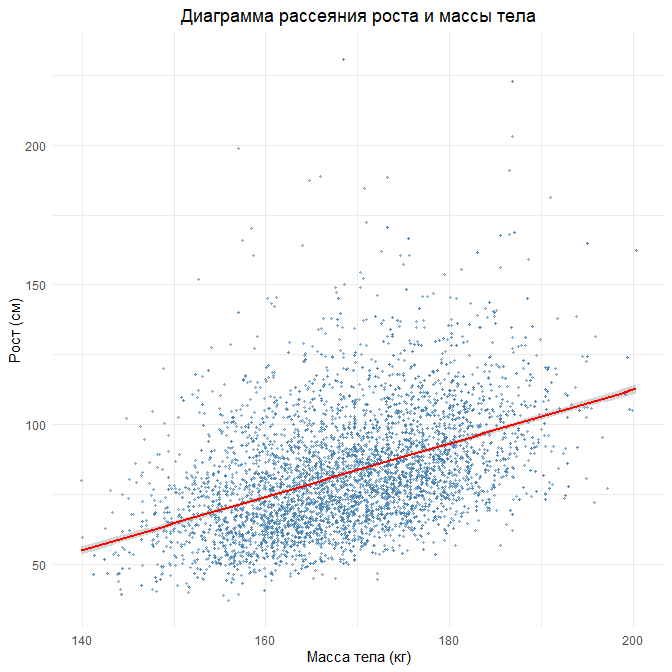 Диаграмма рассеяния роста и массы тела
200
150
100
50
Рост (см)
140 160 180 200
Масса тела (кг)